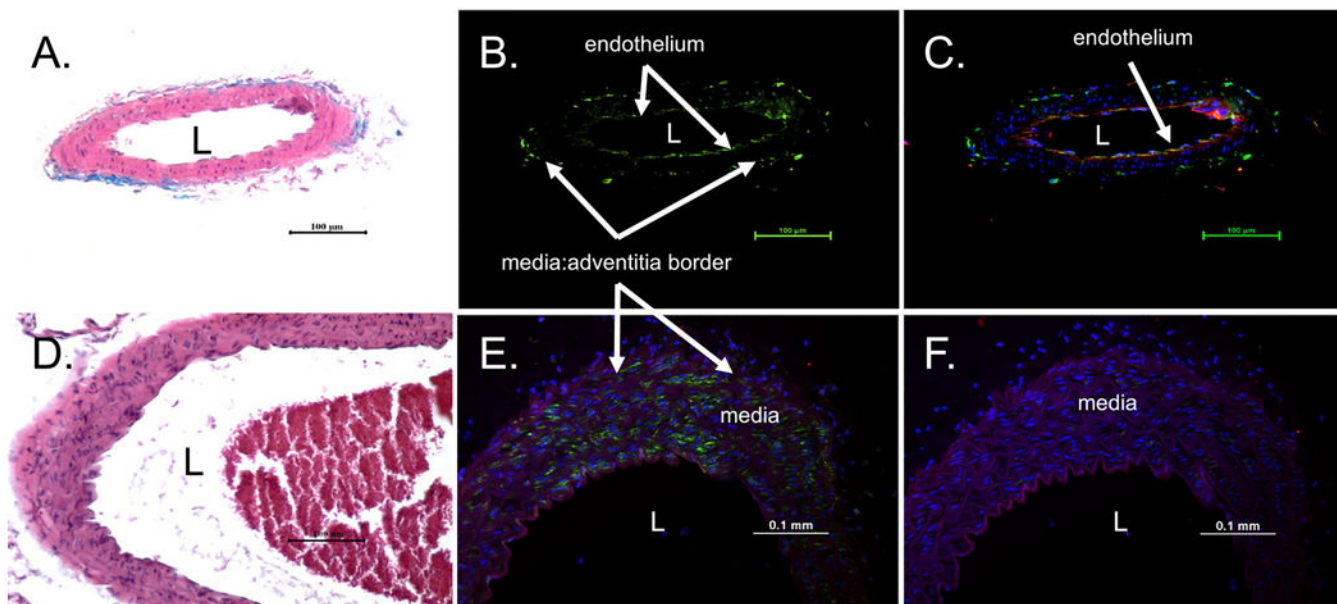 A.
L
100 µm
B.
endothelium
L
100 µm
media:adventitia border
C.
endothelium
L
100 µm
D.
L
E.
media
0.1 mm
L
F.
media
0.1 mm
L